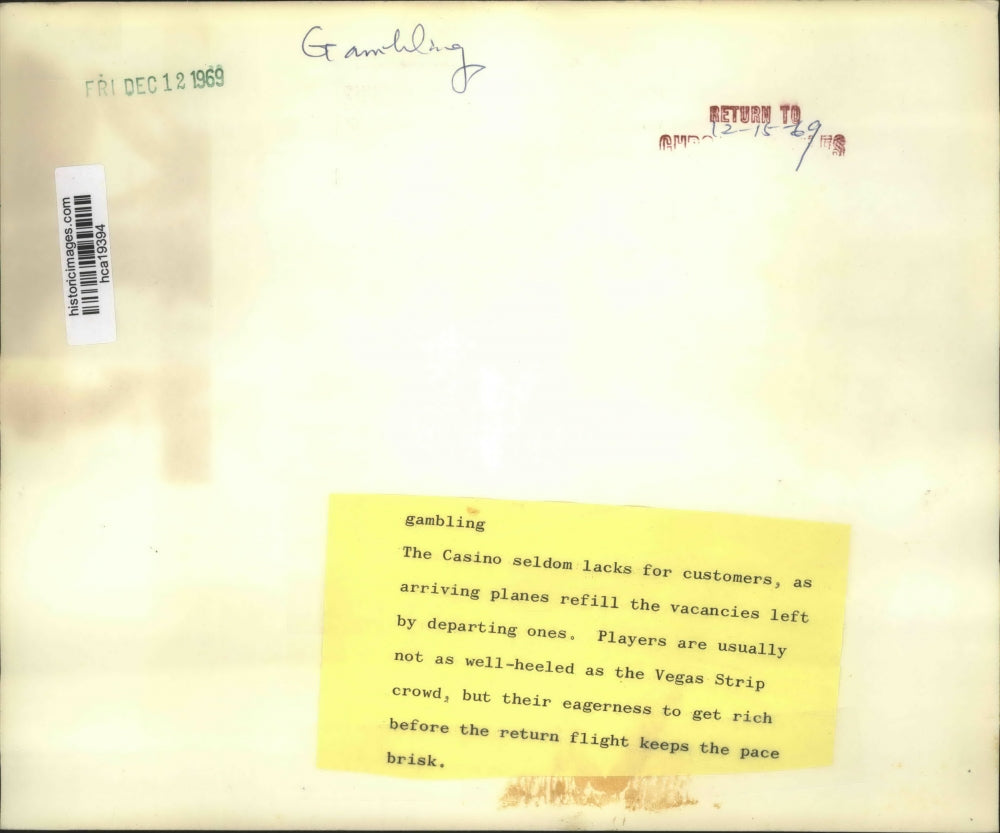 Gambling
FRI DEC 12 1969
RETURN TO
12-15-69
historicimages.com
hca19394
gambling
The Casino seldom lacks for customers, as
arriving planes refill the vacancies left
by departing ones. Players are usually
not as well-heeled as the Vegas Strip
crowd, but their eagerness to get rich
before the return flight keeps the pace
brisk.